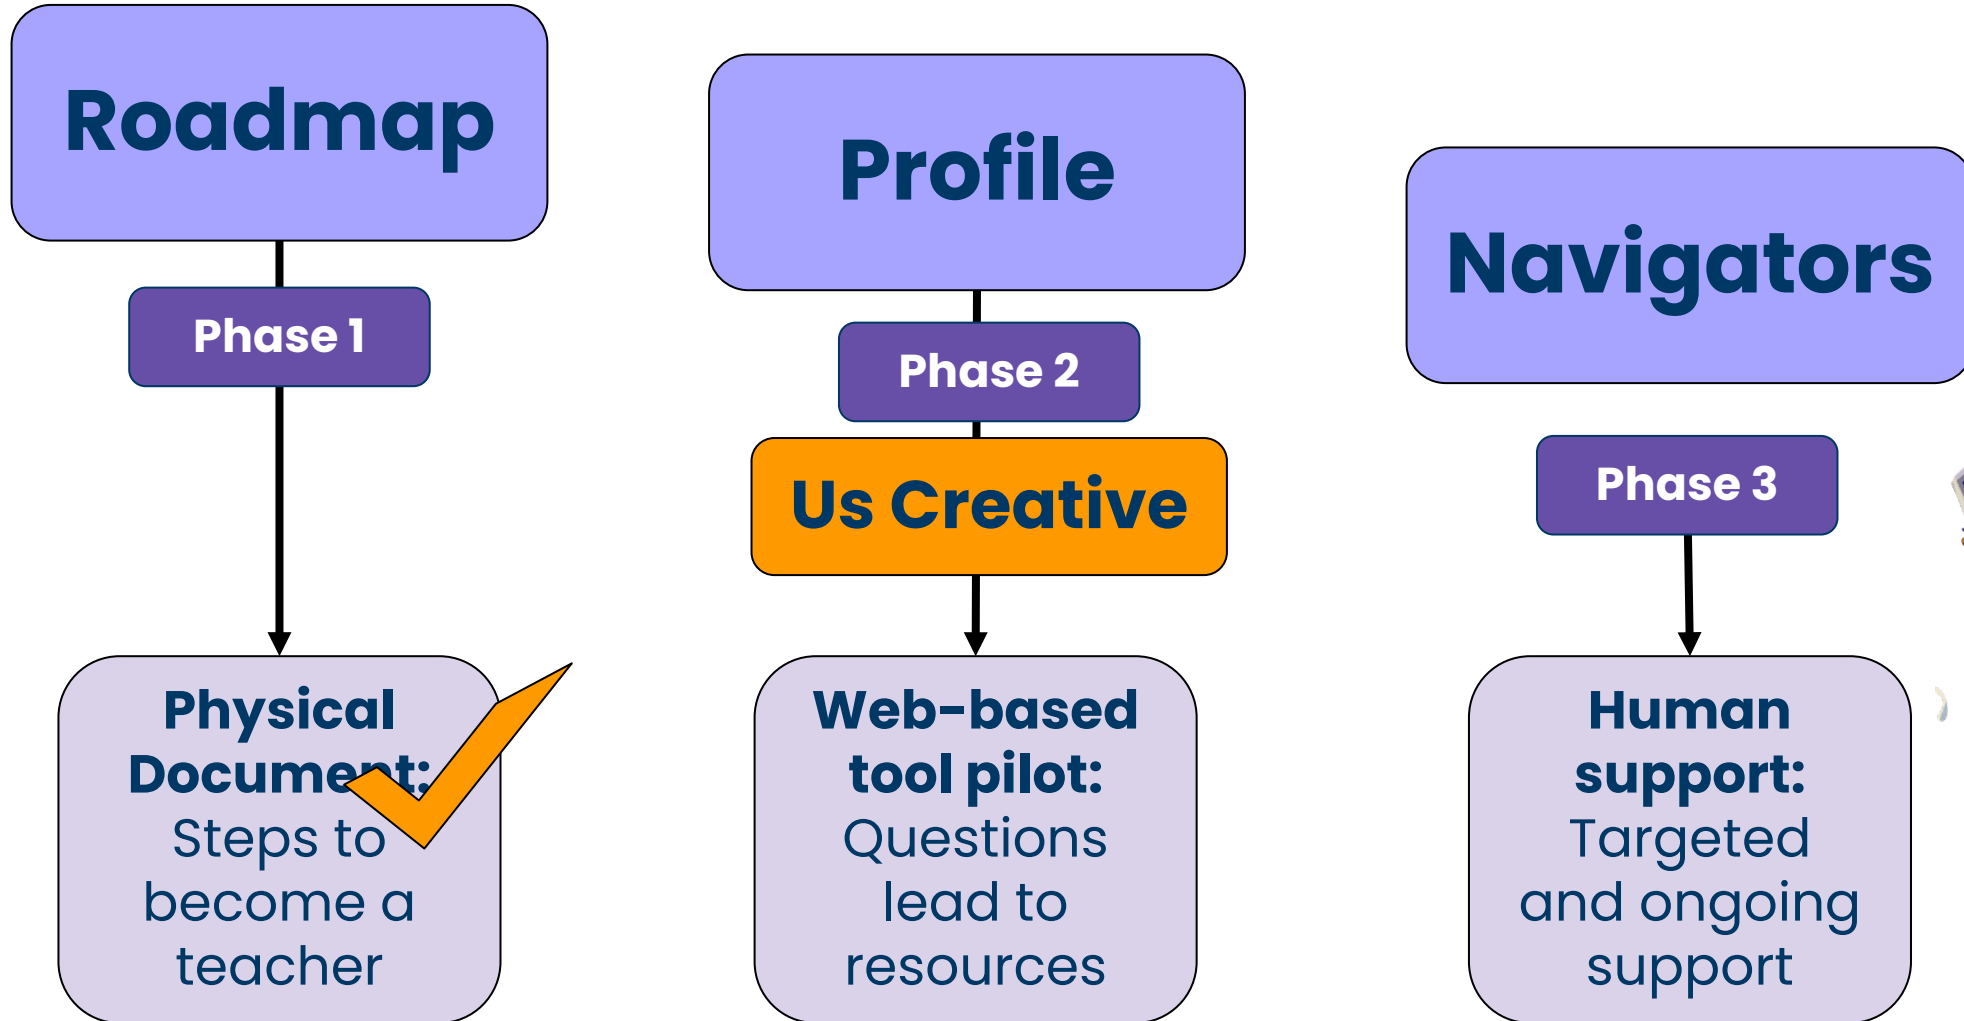 Roadmap
Phase 1
Physical
Document:
Steps to
become a
teacher
Profile
Phase 2
Us Creative
Web-based
tool pilot:
Questions
lead to
resources
Navigators
Phase 3
Human
support:
Targeted
and ongoing
support